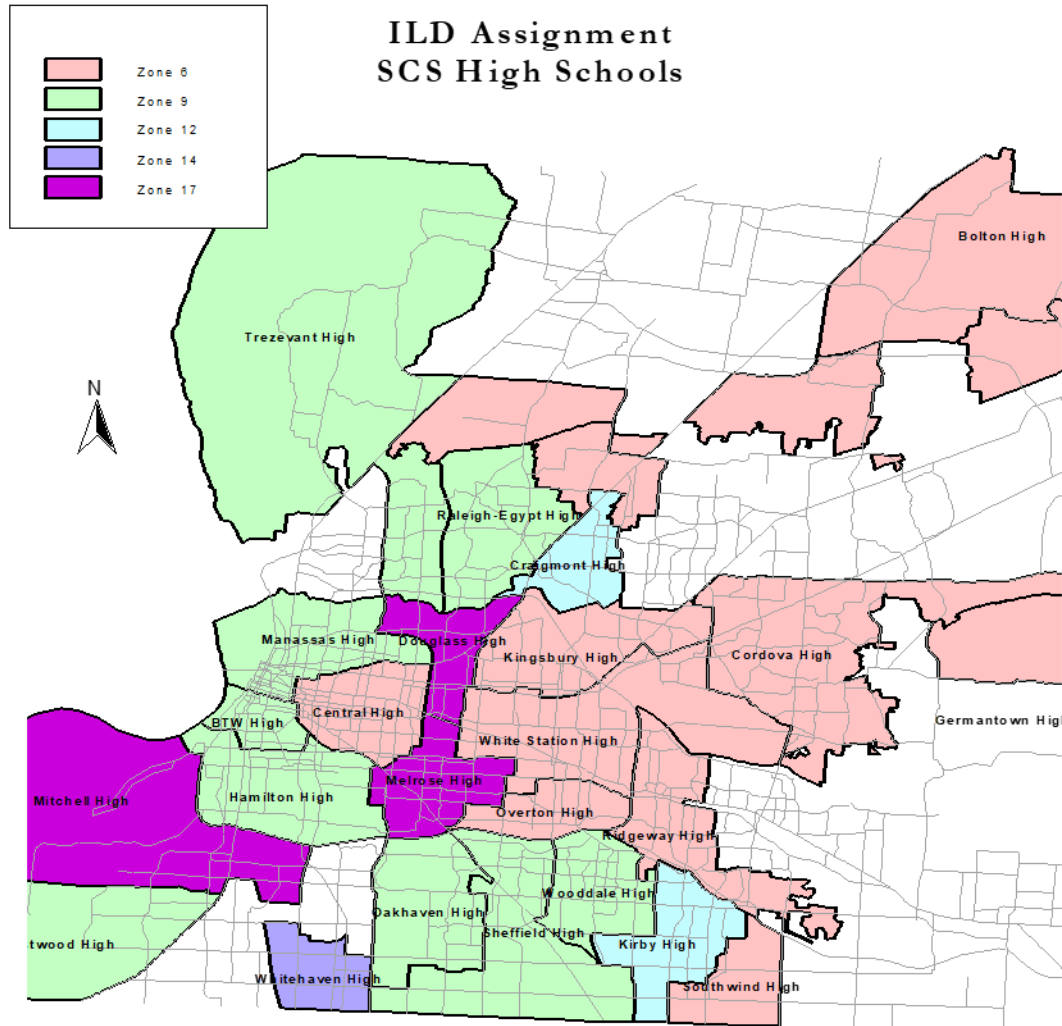 ILD Assignment
SCS High Schools
Zone 6
Zone 9
Zone 12
Zone 14
Zone 17
Bolton High
Trezevant High
N
Raleigh-Egypt High
Craigmont High
Manassas High
Douglass High
Kingsbury High
Cordova High
Central High
BTW High
Germantown High
White Station High
Melrose High
Mitchell High
Hamilton High
Overton High
Ridgeway High
Wooddale High
Oakhaven High
Sheffield High
twood High
Kirby High
Whitehaven High
Southwind High